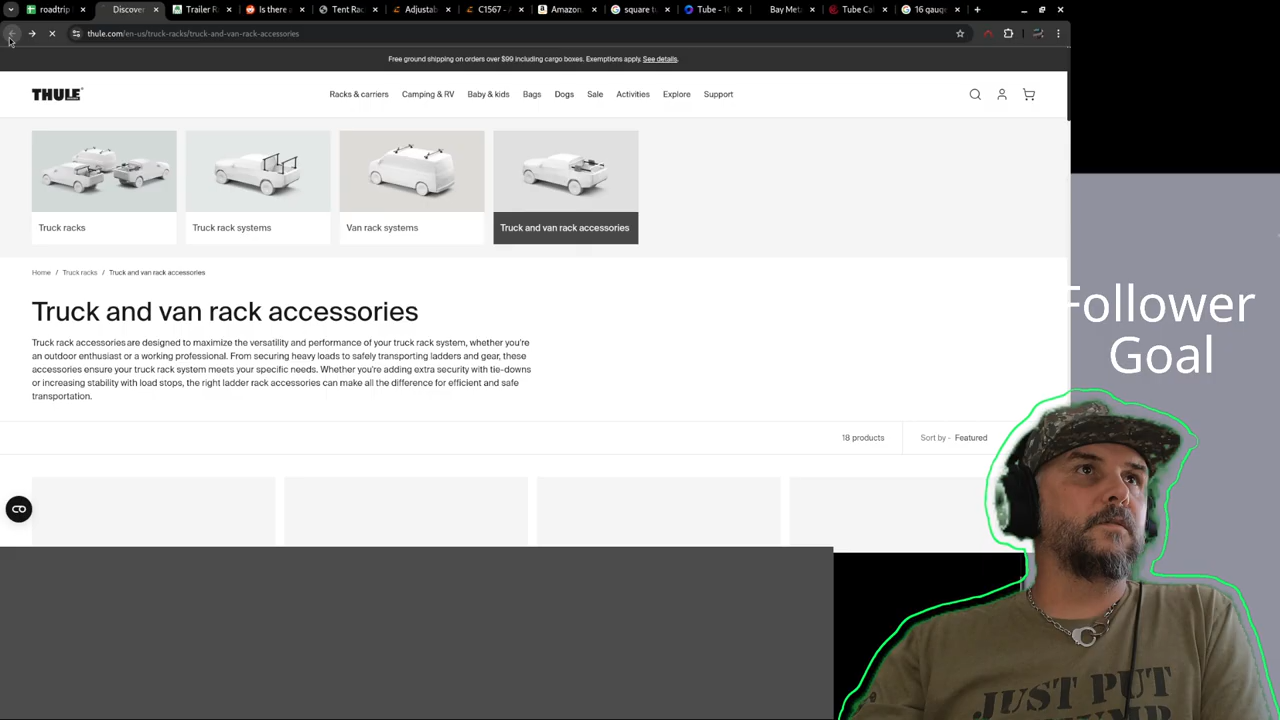 roadtrip
Discover
Trailer R
Is there a
Tent Rac
Adjustab
C1567 - A
Amazon.
square tu
Tube -
Bay Met
Tube Cal
16 gauge
thule.com/en-us/truck-racks/truck-and-van-rack-accessories
Free ground shipping on orders over $99 including cargo boxes. Exemptions apply. See details.
THULE
Racks & carriers
Camping & RV
Baby & kids
Bags
Dogs
Sale
Activities
Explore
Support
Truck racks
Truck rack systems
Van rack systems
Truck and van rack accessories
Home / Truck racks / Truck and van rack accessories
Truck and van rack accessories
Truck rack accessories are designed to maximize the versatility and performance of your truck rack system, whether you're
an outdoor enthusiast or a working professional. From securing heavy loads to safely transporting ladders and gear, these
accessories ensure your truck rack system meets your specific needs. Whether you're adding extra security with tie-downs
or increasing stability with load stops, the right ladder rack accessories can make all the difference for efficient and safe
transportation.
18 products
Sort by - Featured
Follower
Goal
JUST PUT